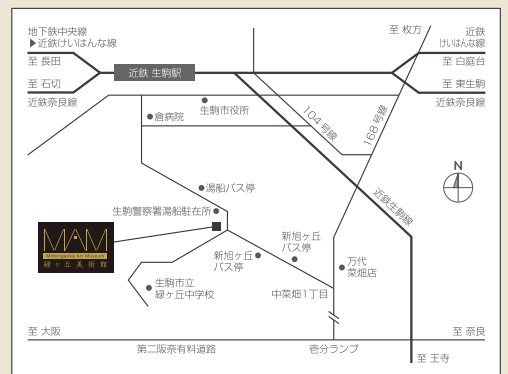 地下鉄中央線
▶近鉄けいはんな線
至 長田
至 石切
近鉄奈良線
近鉄 生駒駅
至 枚方
近鉄
けいはんな線
至 白庭台
至 東生駒
近鉄奈良線
生駒市役所
倉病院
104号線
168号線
湯船バス停
生駒警察署湯船駐在所
近鉄生駒線
N
MAM
Midorigaoka Art Museum
緑ヶ丘美術館
新旭ヶ丘
バス停
新旭ヶ丘
バス停
万代
菜畑店
生駒市立
緑ヶ丘中学校
中菜畑1丁目
至 大阪
至 奈良
第二阪奈有料道路
壱分ランプ
至 王寺